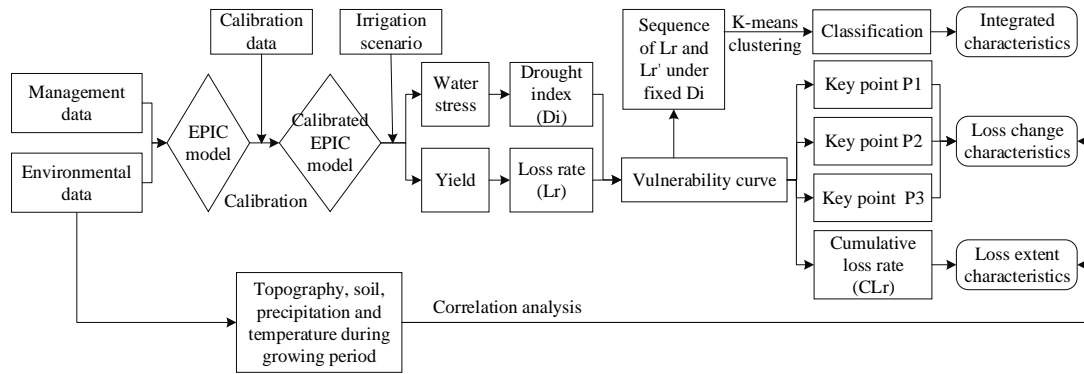 Calibration
data
Irrigation
scenario
Sequence
of Lr and
Lr' under
fixed Di
K-means
clustering
Classification
Integrated
characteristics
Management
data
Environmental
data
EPIC
model
Calibration
Calibrated
EPIC
model
Water
stress
Drought
index
(Di)
Yield
Loss rate
(Lr)
Vulnerability curve
Key point P1
Key point P2
Key point P3
Loss change
characteristics
Cumulative
loss rate
(CLr)
Loss extent
characteristics
Topography, soil,
precipitation and
temperature during
growing period
Correlation analysis